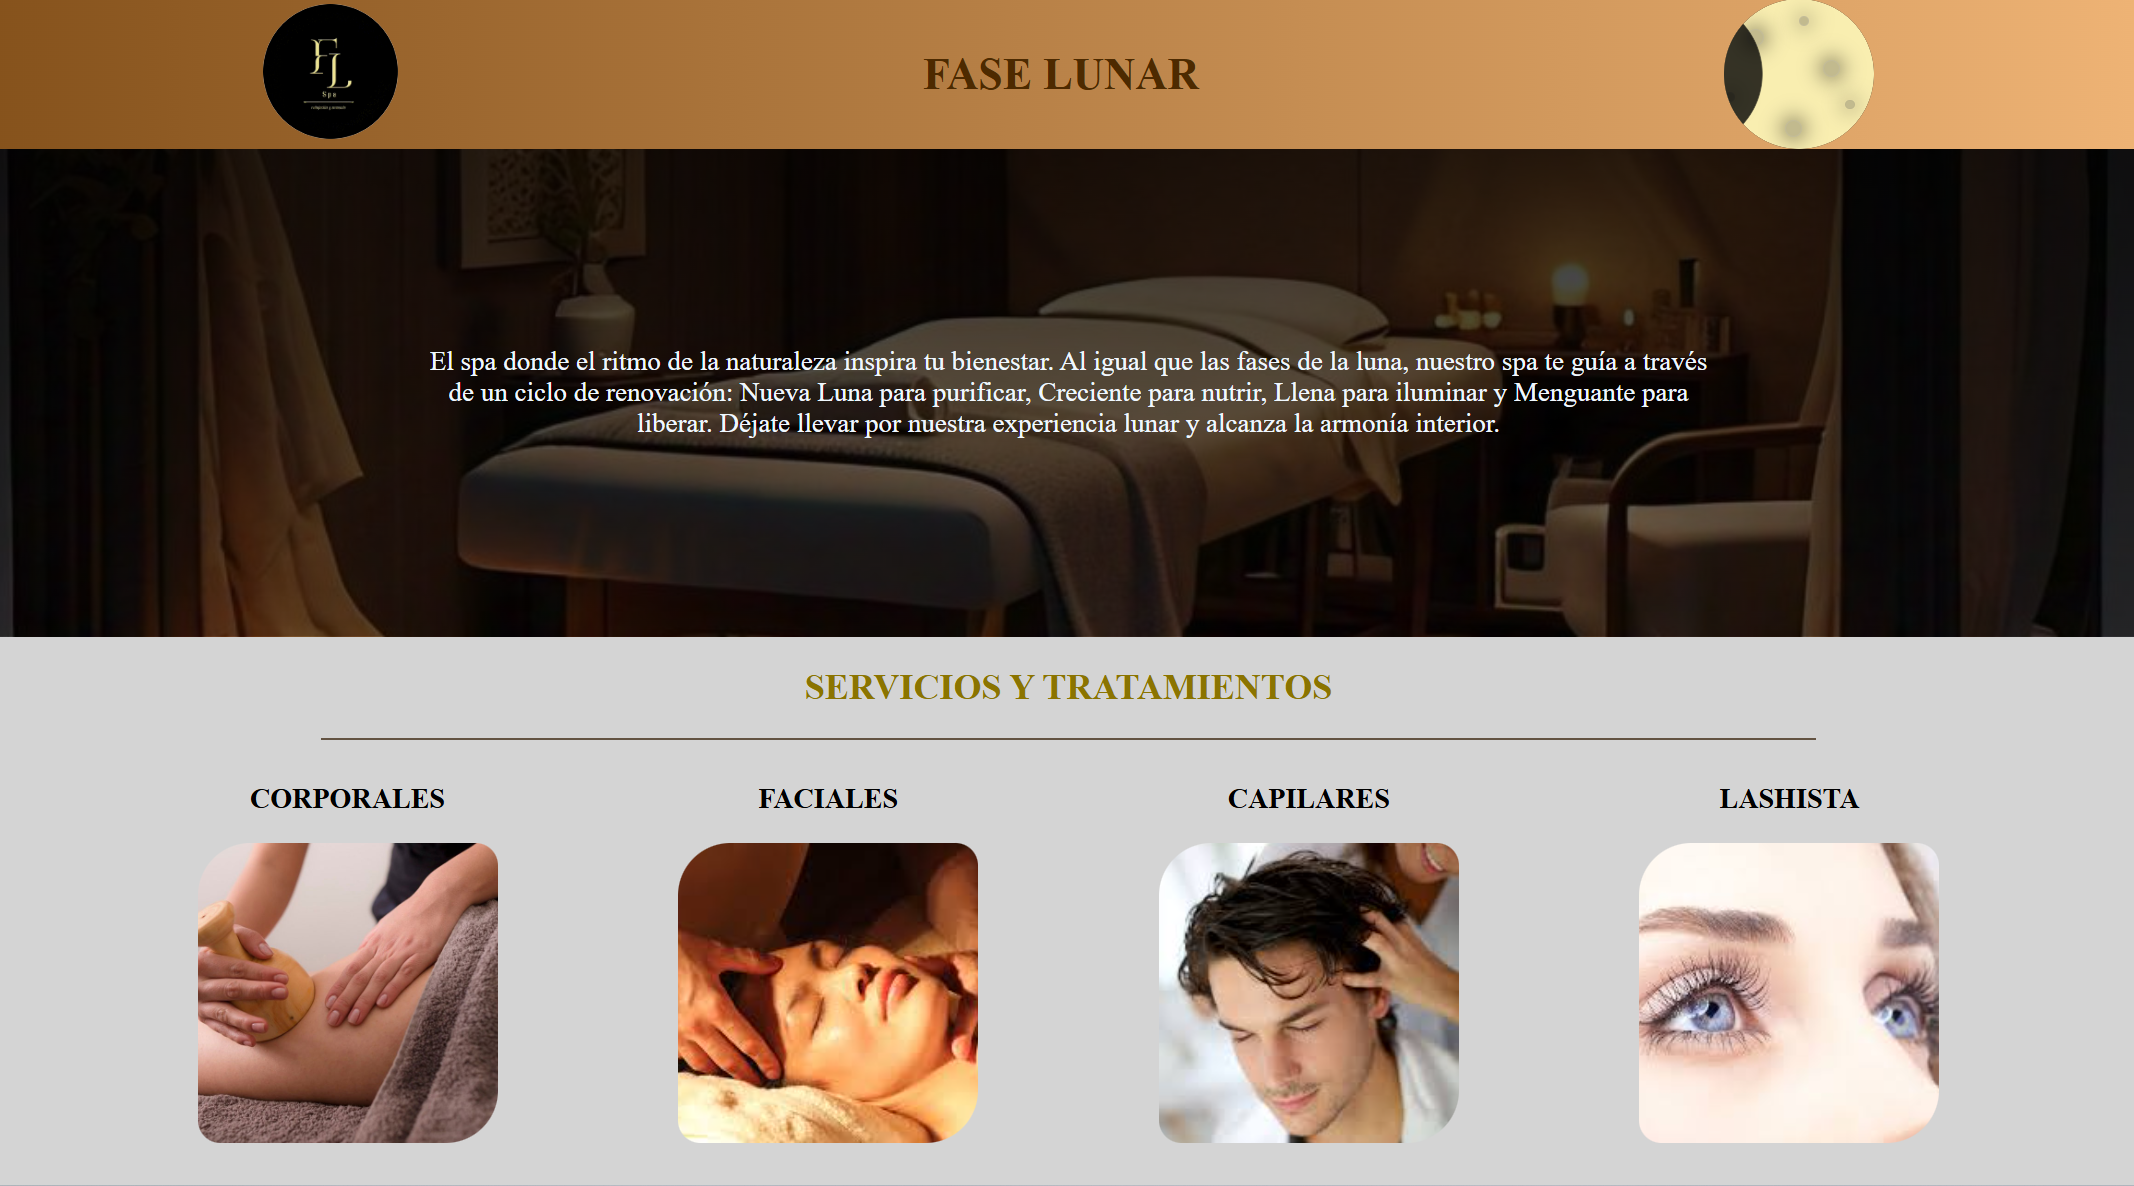 FL
Spa
FASE LUNAR
El spa donde el ritmo de la naturaleza inspira tu bienestar. Al igual que las fases de la luna, nuestro spa te guía a través
de un ciclo de renovación: Nueva Luna para purificar, Creciente para nutrir, Llena para iluminar y Menguante para
liberar. Déjate llevar por nuestra experiencia lunar y alcanza la armonía interior.
SERVICIOS Y TRATAMIENTOS
CORPORALES
FACIALES
CAPILARES
LASHISTA